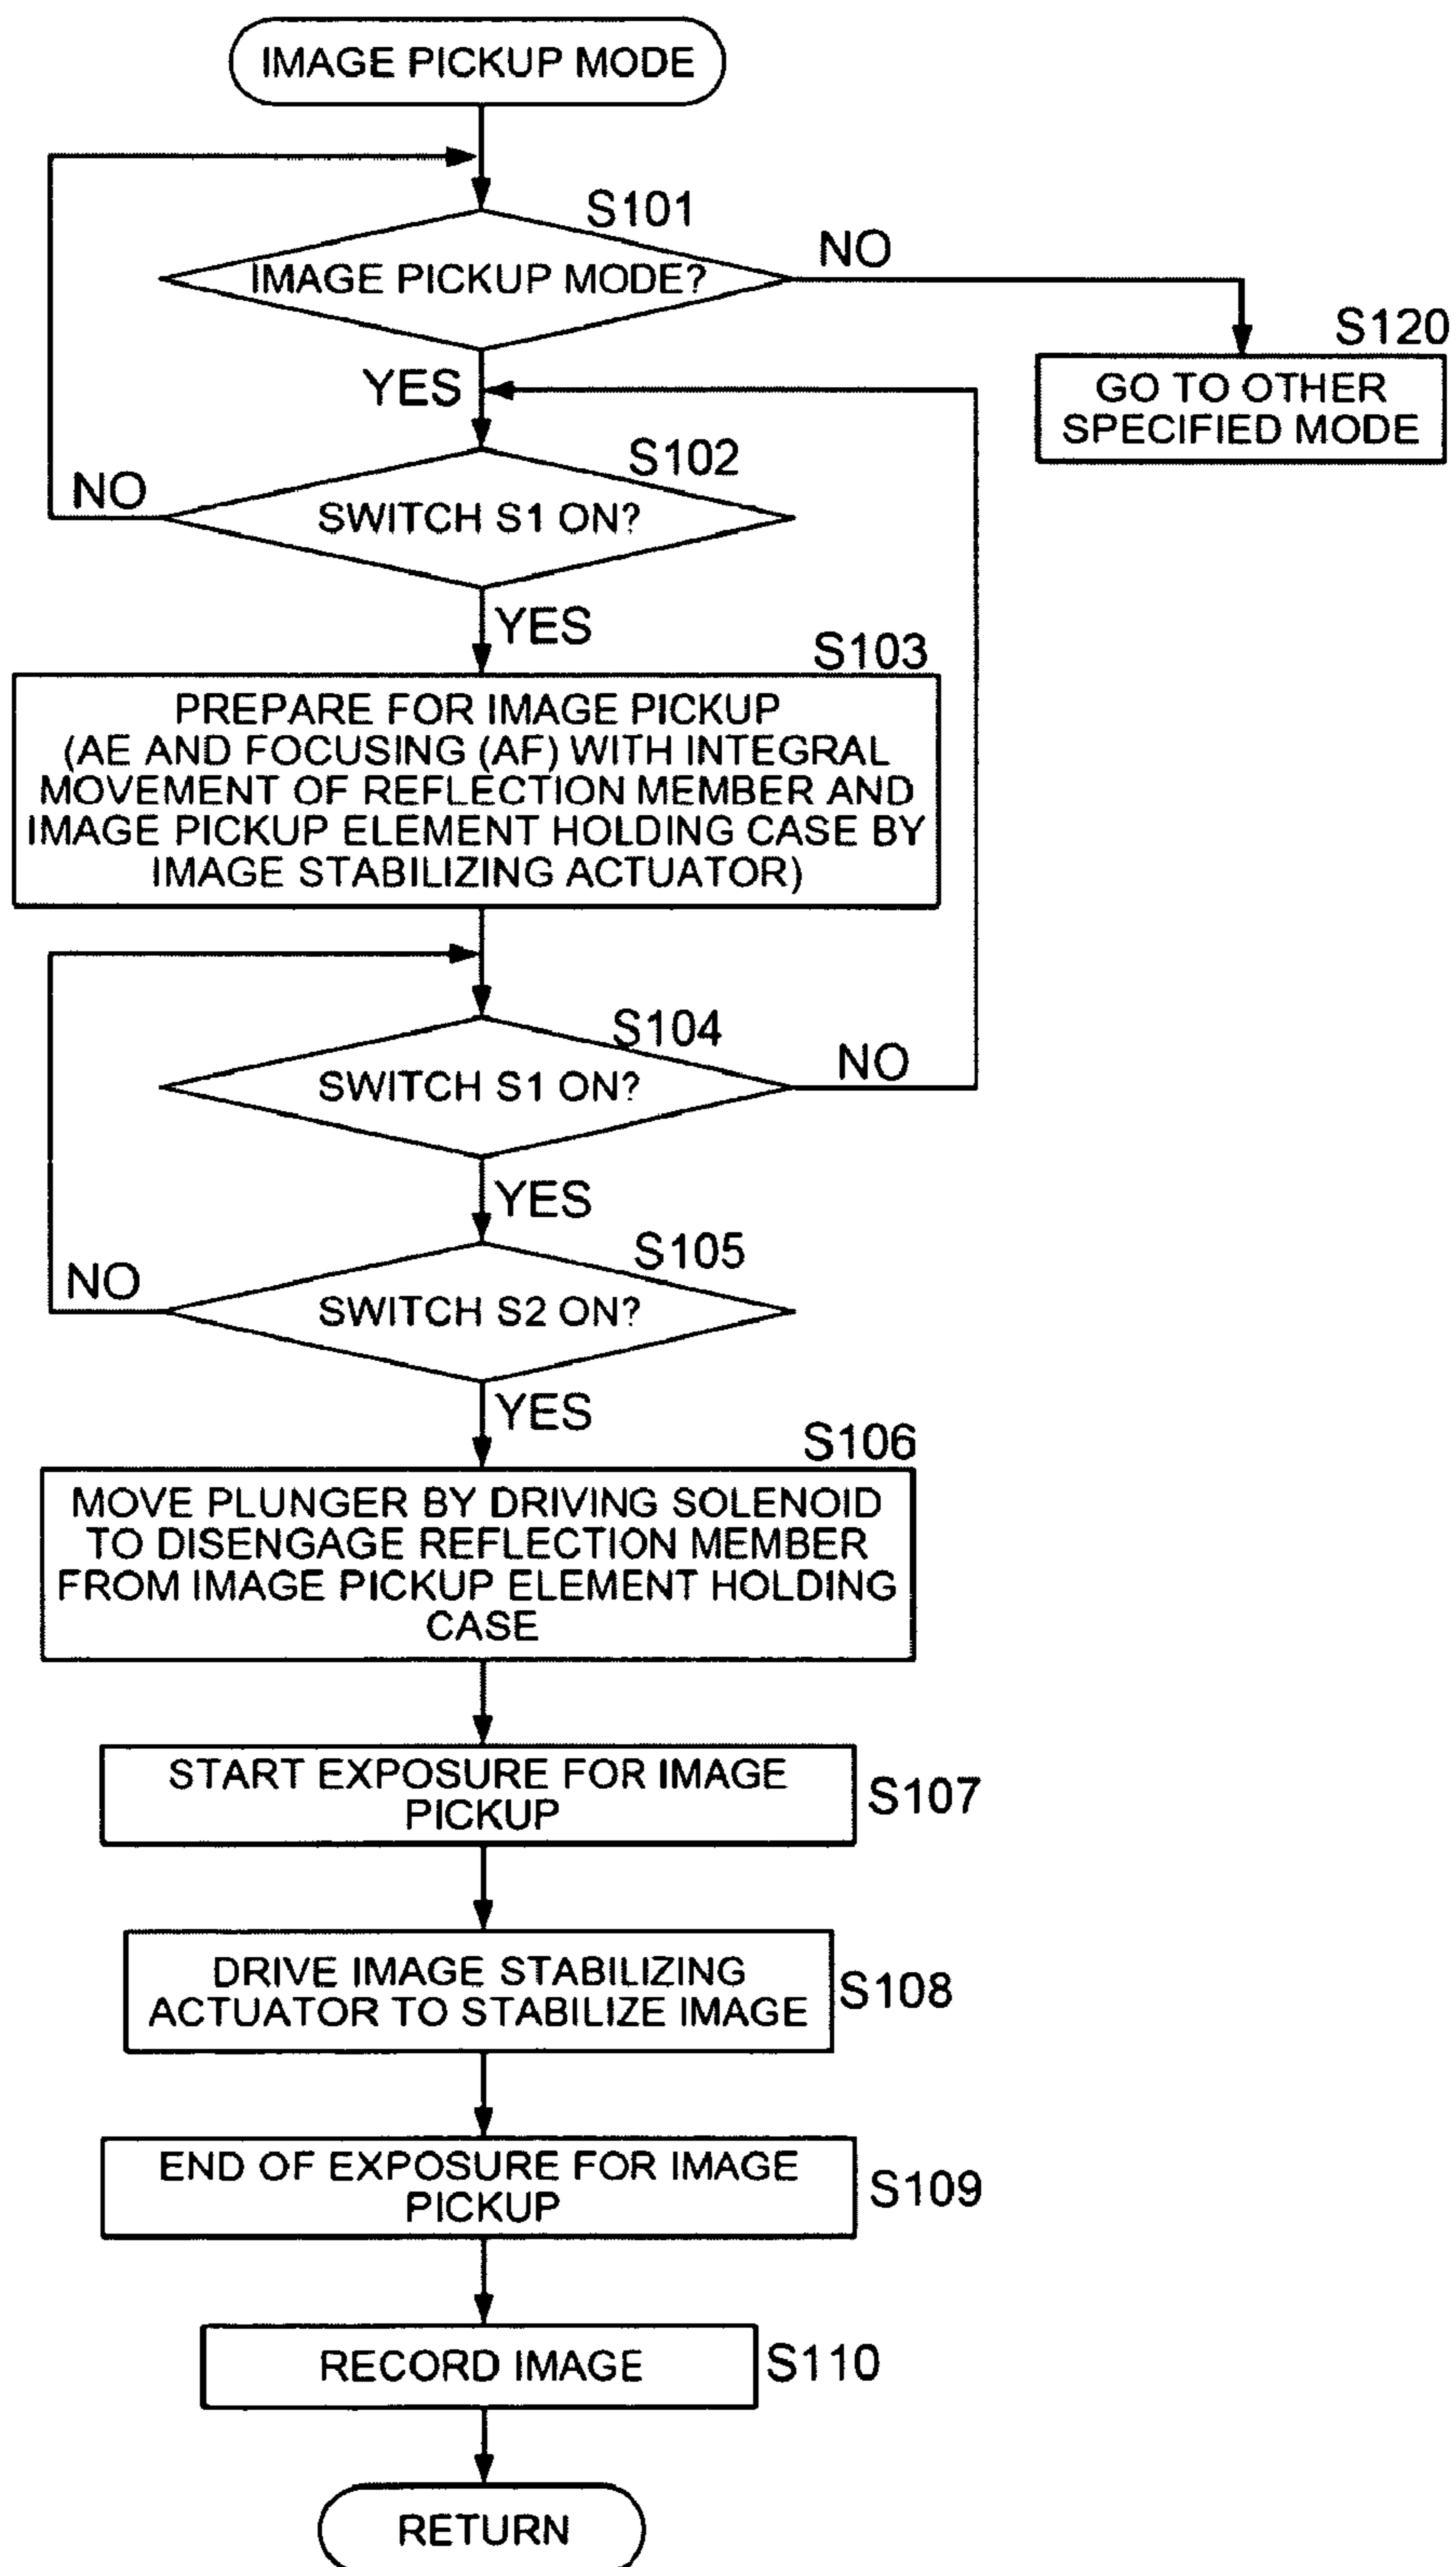 IMAGE PICKUP MODE
S101
IMAGE PICKUP MODE?
NO
S120
GO TO OTHER
SPECIFIED MODE
YES
S102
NO
SWITCH S1 ON?
YES
S103
PREPARE FOR IMAGE PICKUP
(AE AND FOCUSING (AF) WITH INTEGRAL
MOVEMENT OF REFLECTION MEMBER AND
IMAGE PICKUP ELEMENT HOLDING CASE BY
IMAGE STABILIZING ACTUATOR)
S104
SWITCH S1 ON?
NO
YES
S105
NO
SWITCH S2 ON?
YES
S106
MOVE PLUNGER BY DRIVING SOLENOID
TO DISENGAGE REFLECTION MEMBER
FROM IMAGE PICKUP ELEMENT HOLDING
CASE
START EXPOSURE FOR IMAGE
PICKUP
S107
DRIVE IMAGE STABILIZING
ACTUATOR TO STABILIZE IMAGE
S108
END OF EXPOSURE FOR IMAGE
PICKUP
S109
RECORD IMAGE
S110
RETURN